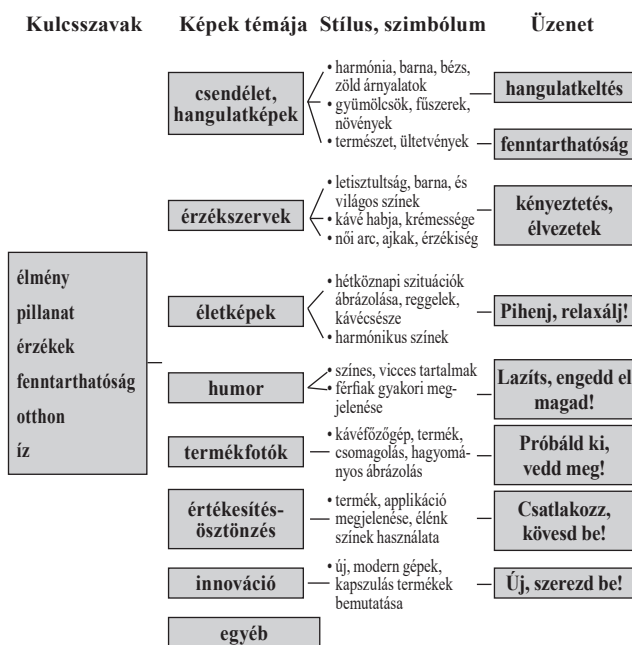 Kulcsszavak
Képek témája
Stílus, szimbólum
Üzenet
élmény
pillanat
érzékek
fenntarthatóság
otthon
íz
csendélet,
hangulatképek
• harmónia, barna, bézs,
zöld árnyalatok
• gyümölcsök, fűszerek,
növények
• természet, ültetvények
hangulatkeltés
fenntarthatóság
érzékszervek
• letisztultság, barna, és
világos színek
• kávé habja, krémessége
• női arc, ajkak, érzékiség
kényeztetés,
élvezetek
életképek
• hétköznapi szituációk
ábrázolása, reggelek,
kávécsésze
• harmónikus színek
Pihenj, relaxálj!
humor
• színes, vicces tartalmak
• férfiak gyakori meg-
jelenése
Lazíts, engedd el
magad!
termékfotók
• kávéfőzőgép, termék,
csomagolás, hagyomá-
nyos ábrázolás
Próbáld ki,
vedd meg!
értékesítés-
ösztönzés
• termék, applikáció
megjelenése, élénk
színek használata
Csatlakozz,
kövesd be!
innováció
• új, modern gépek,
kapszulás termékek
bemutatása
Új, szerezd be!
egyéb